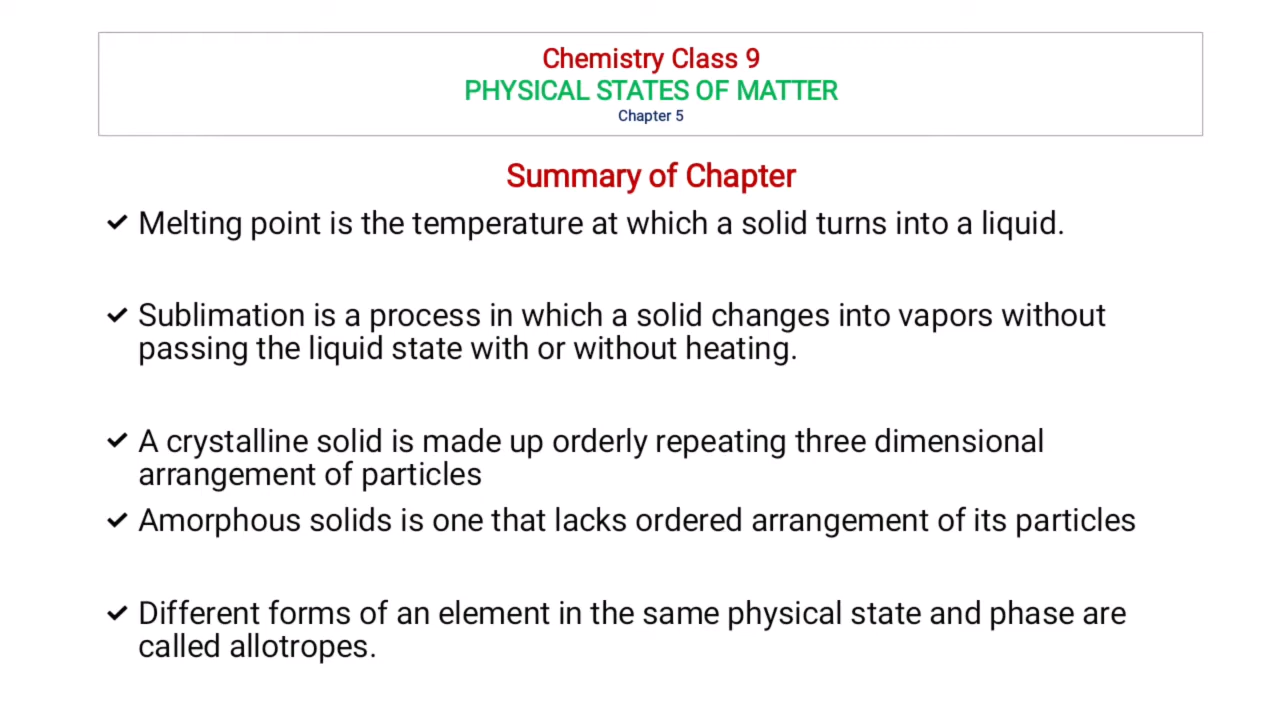 Chemistry Class 9
PHYSICAL STATES OF MATTER
Chapter 5
Summary of Chapter
✓ Melting point is the temperature at which a solid turns into a liquid.
✓ Sublimation is a process in which a solid changes into vapors without
passing the liquid state with or without heating.
✓ A crystalline solid is made up orderly repeating three dimensional
arrangement of particles
✓ Amorphous solids is one that lacks ordered arrangement of its particles
✓ Different forms of an element in the same physical state and phase are
called allotropes.